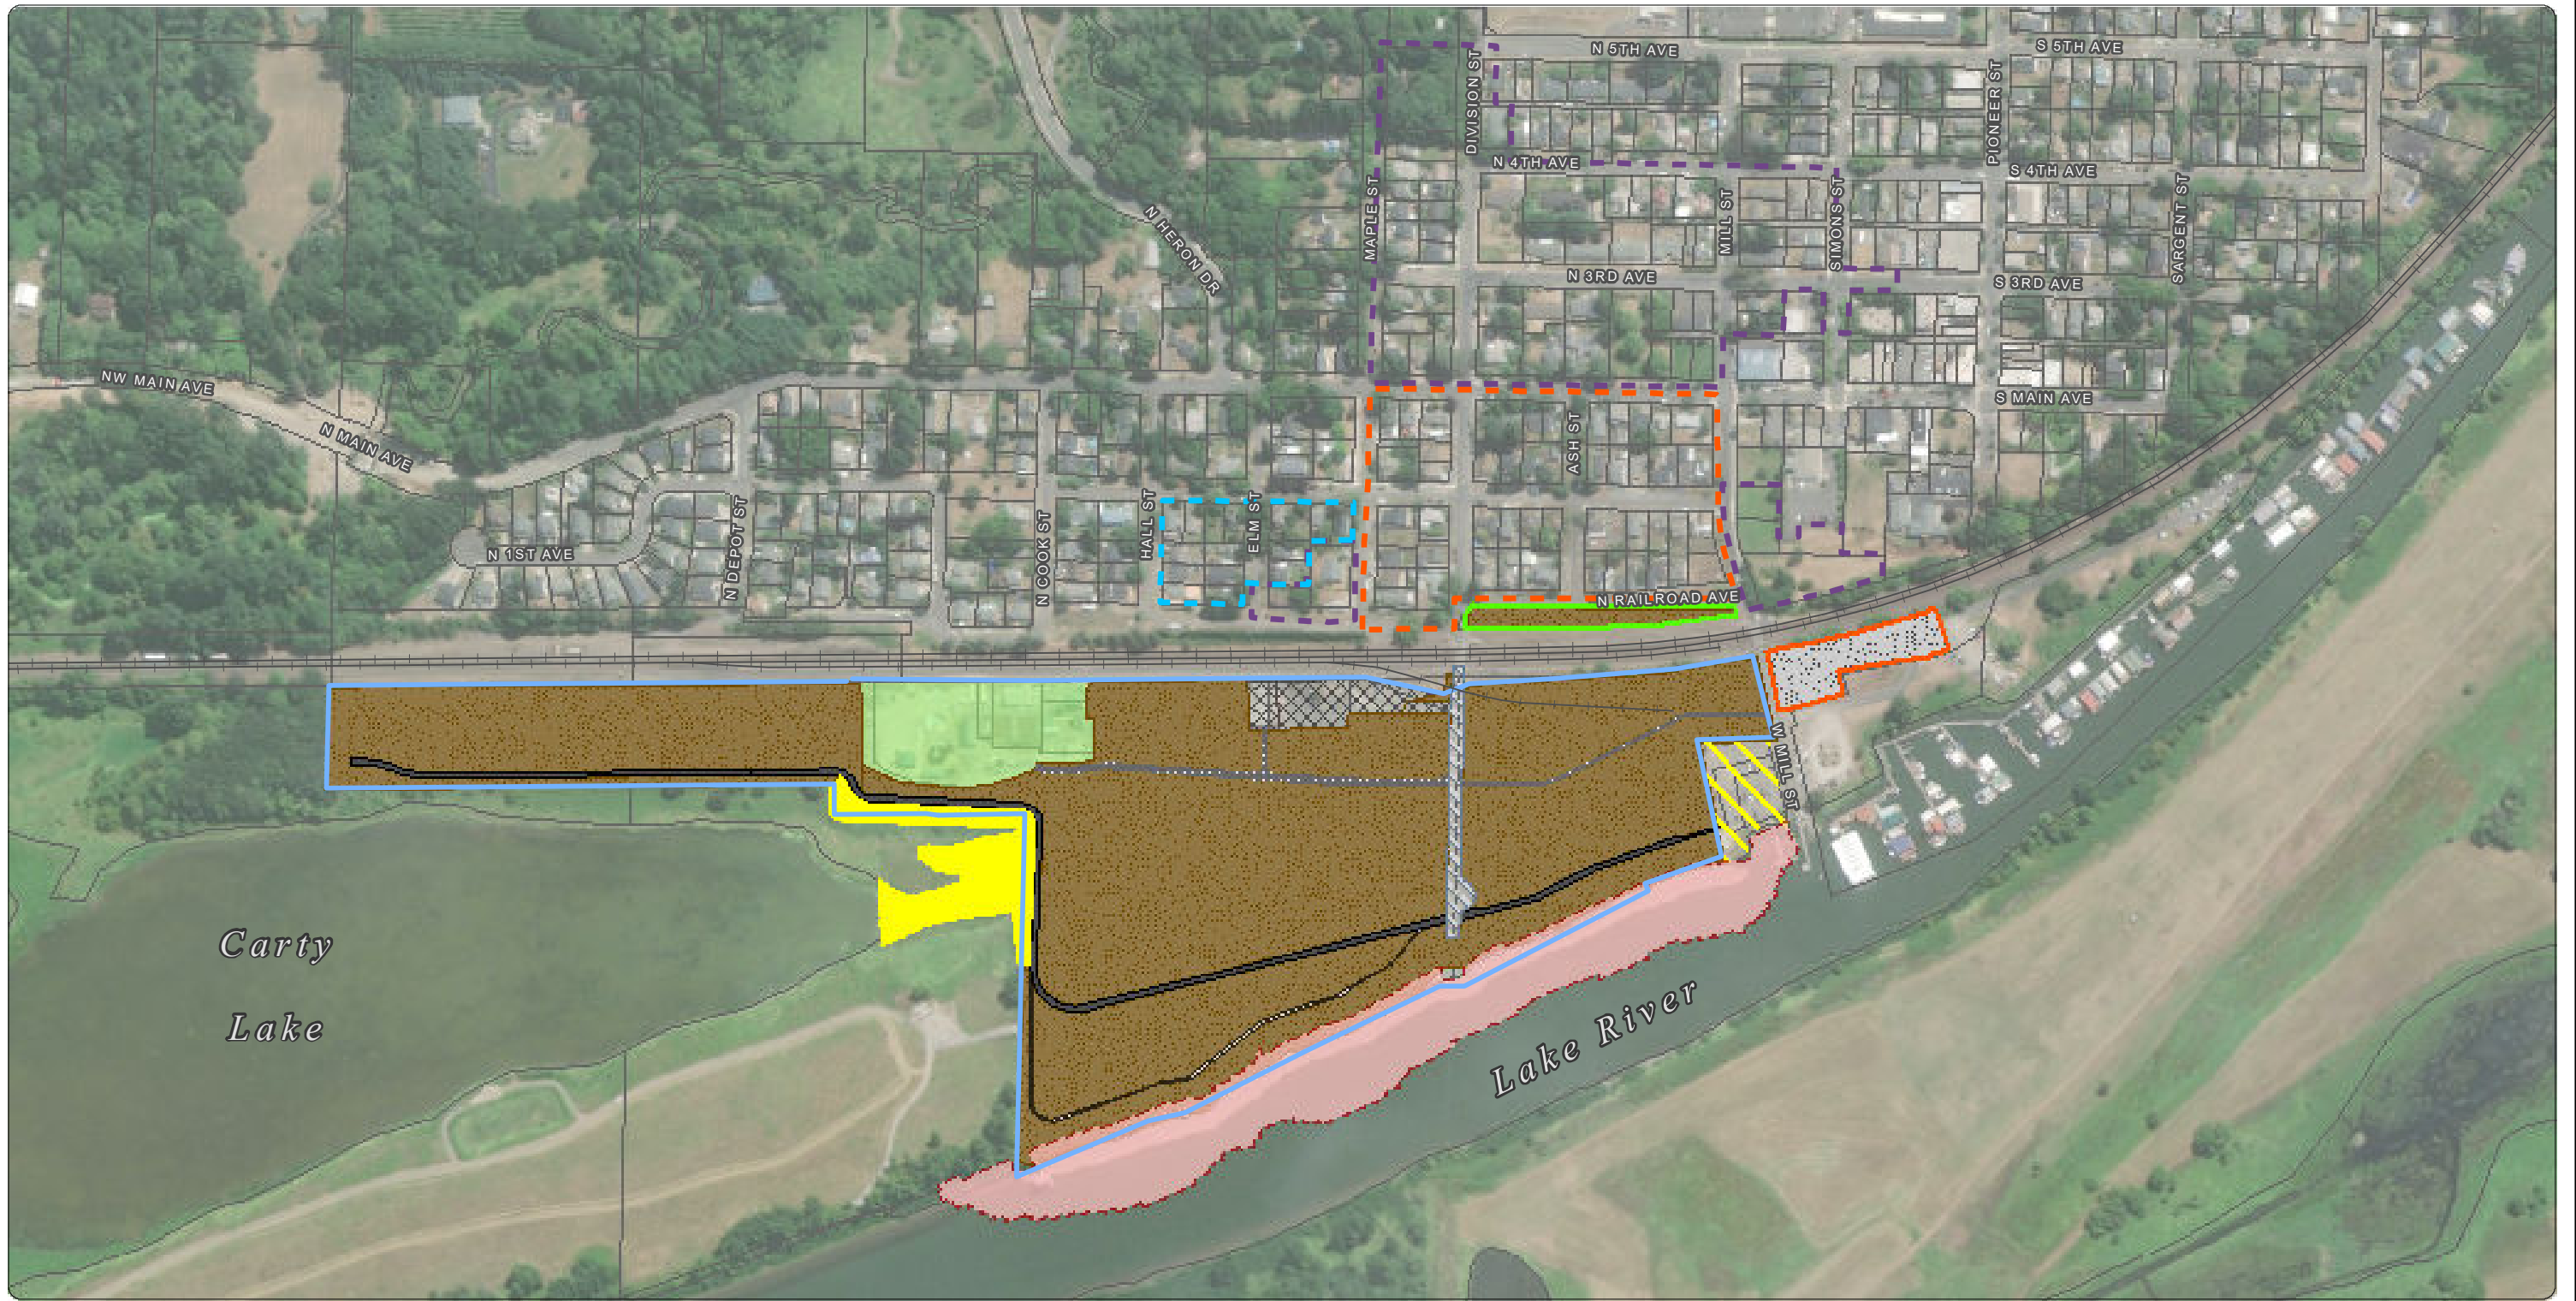 N 5TH AVE
S 5TH AVE
DIVISION ST
PIONEER ST
N 4TH AVE
S 4TH AVE
MAPLE ST
MILL ST
SIMONS ST
SARGENT ST
N HERON DR
N 3RD AVE
S 3RD AVE
NW MAIN AVE
N MAIN AVE
S MAIN AVE
ASH ST
HALL ST
ELM ST
N DEPOT ST
N COOK ST
N 1ST AVE
N RAILROAD AVE
W MILL ST
Carty
Lake
Lake River